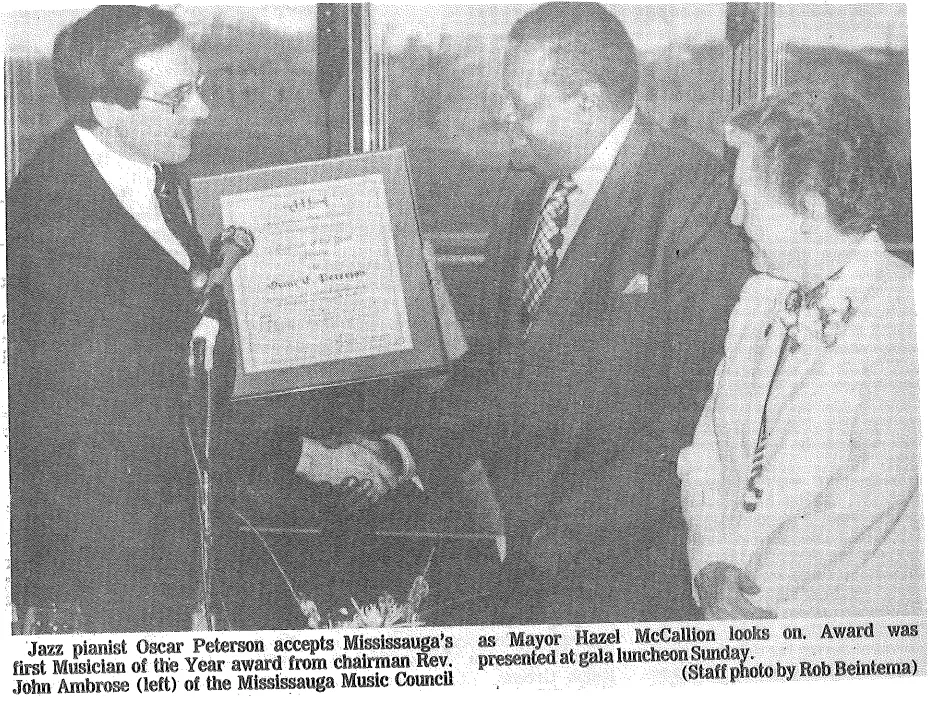 Oscar Peterson
Jazz pianist Oscar Peterson accepts Mississauga's
first Musician of the Year award from chairman Rev.
John Ambrose (left) of the Mississauga Music Council
as Mayor Hazel McCallion looks on. Award was
presented at gala luncheon Sunday.
(Staff photo by Rob Beintema)